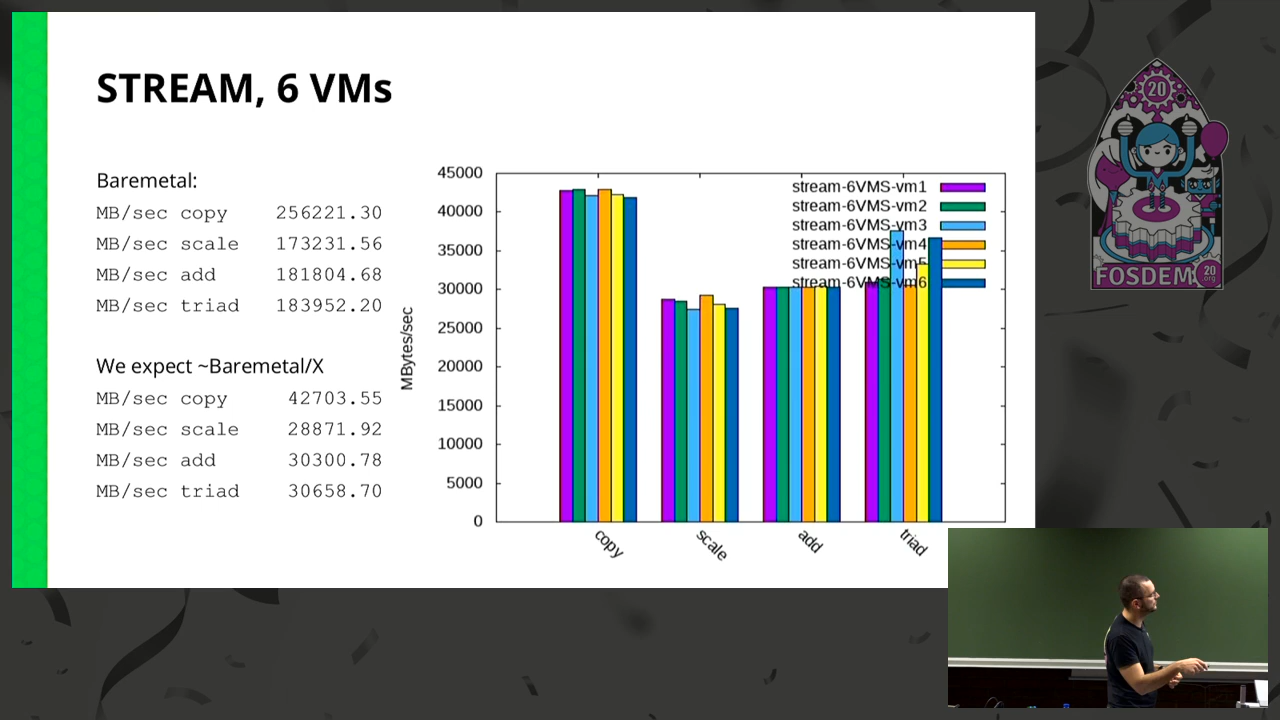 STREAM, 6 VMs
Baremetal:
MB/sec copy 256221.30
MB/sec scale 173231.56
MB/sec add 181804.68
MB/sec triad 183952.20
We expect ~Baremetal/X
MB/sec copy 42703.55
MB/sec scale 28871.92
MB/sec add 30300.78
MB/sec triad 30658.70
MBytes/sec
45000
40000
35000
30000
25000
20000
15000
10000
5000
0
stream-6VMS-vm1
stream-6VMS-vm2
stream-6VMS-vm3
stream-6VMS-vm4
stream-6VMS-vm5
stream-6VMS-vm6
copy
scale
add
triad
20
FOSDEM
20
org